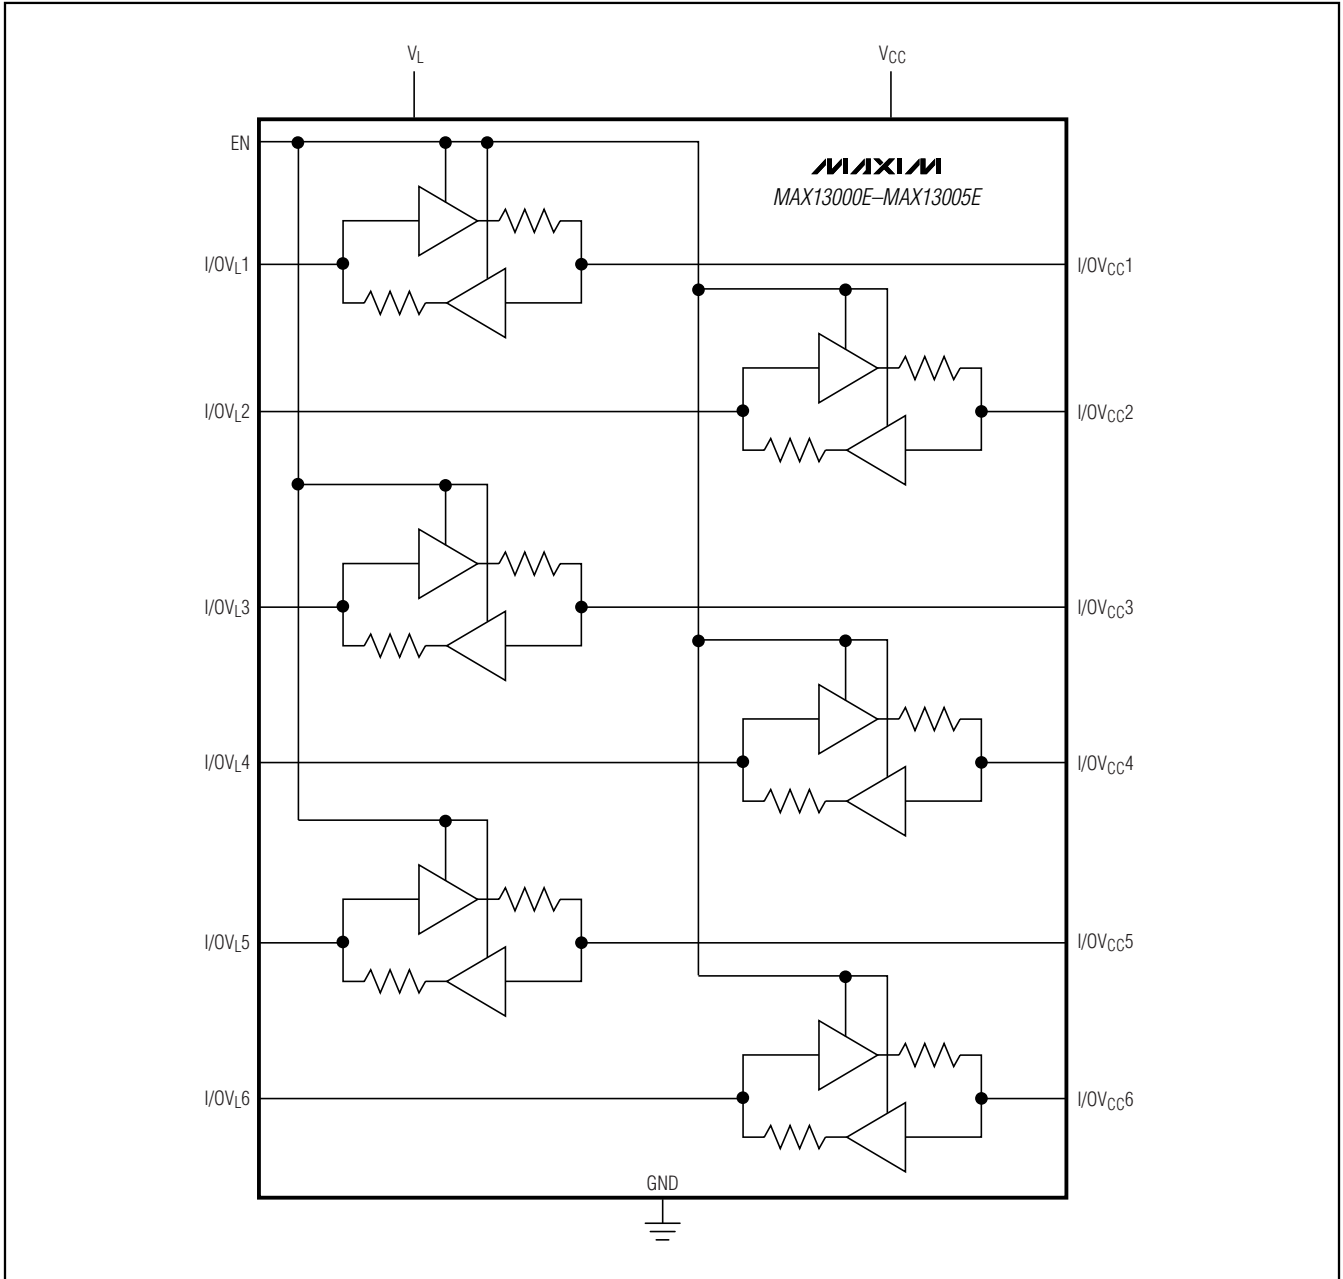 VL
VCC
EN
MAXIM
MAX13000E–MAX13005E
I/OVL1
I/OVCC1
I/OVL2
I/OVCC2
I/OVL3
I/OVCC3
I/OVL4
I/OVCC4
I/OVL5
I/OVCC5
I/OVL6
I/OVCC6
GND